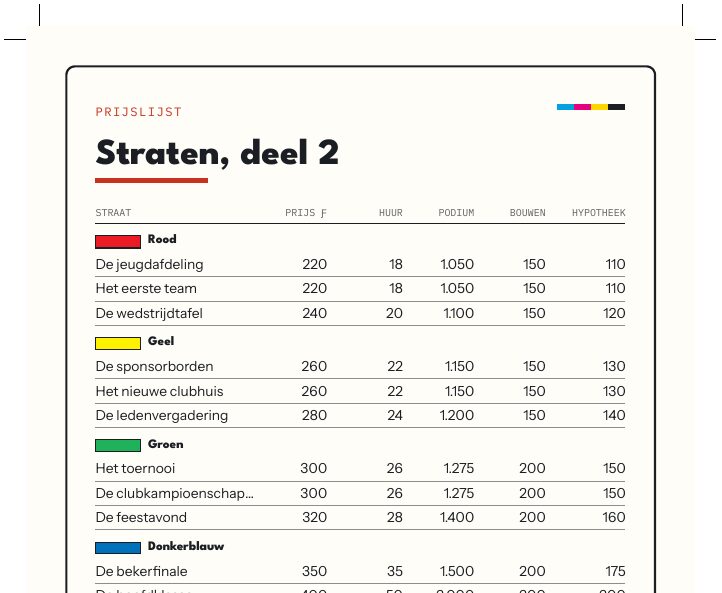 PRIJSLIJST
Straten, deel 2
STRAAT PRIJS ƒ HUUR PODIUM BOUWEN HYPOTHEEK
Rood
De jeugdafdeling 220 18 1.050 150 110
Het eerste team 220 18 1.050 150 110
De wedstrijdtafel 240 20 1.100 150 120
Geel
De sponsorborden 260 22 1.150 150 130
Het nieuwe clubhuis 260 22 1.150 150 130
De ledenvergadering 280 24 1.200 150 140
Groen
Het toernooi 300 26 1.275 200 150
De clubkampioenschap... 300 26 1.275 200 150
De feestavond 320 28 1.400 200 160
Donkerblauw
De bekerfinale 350 35 1.500 200 175